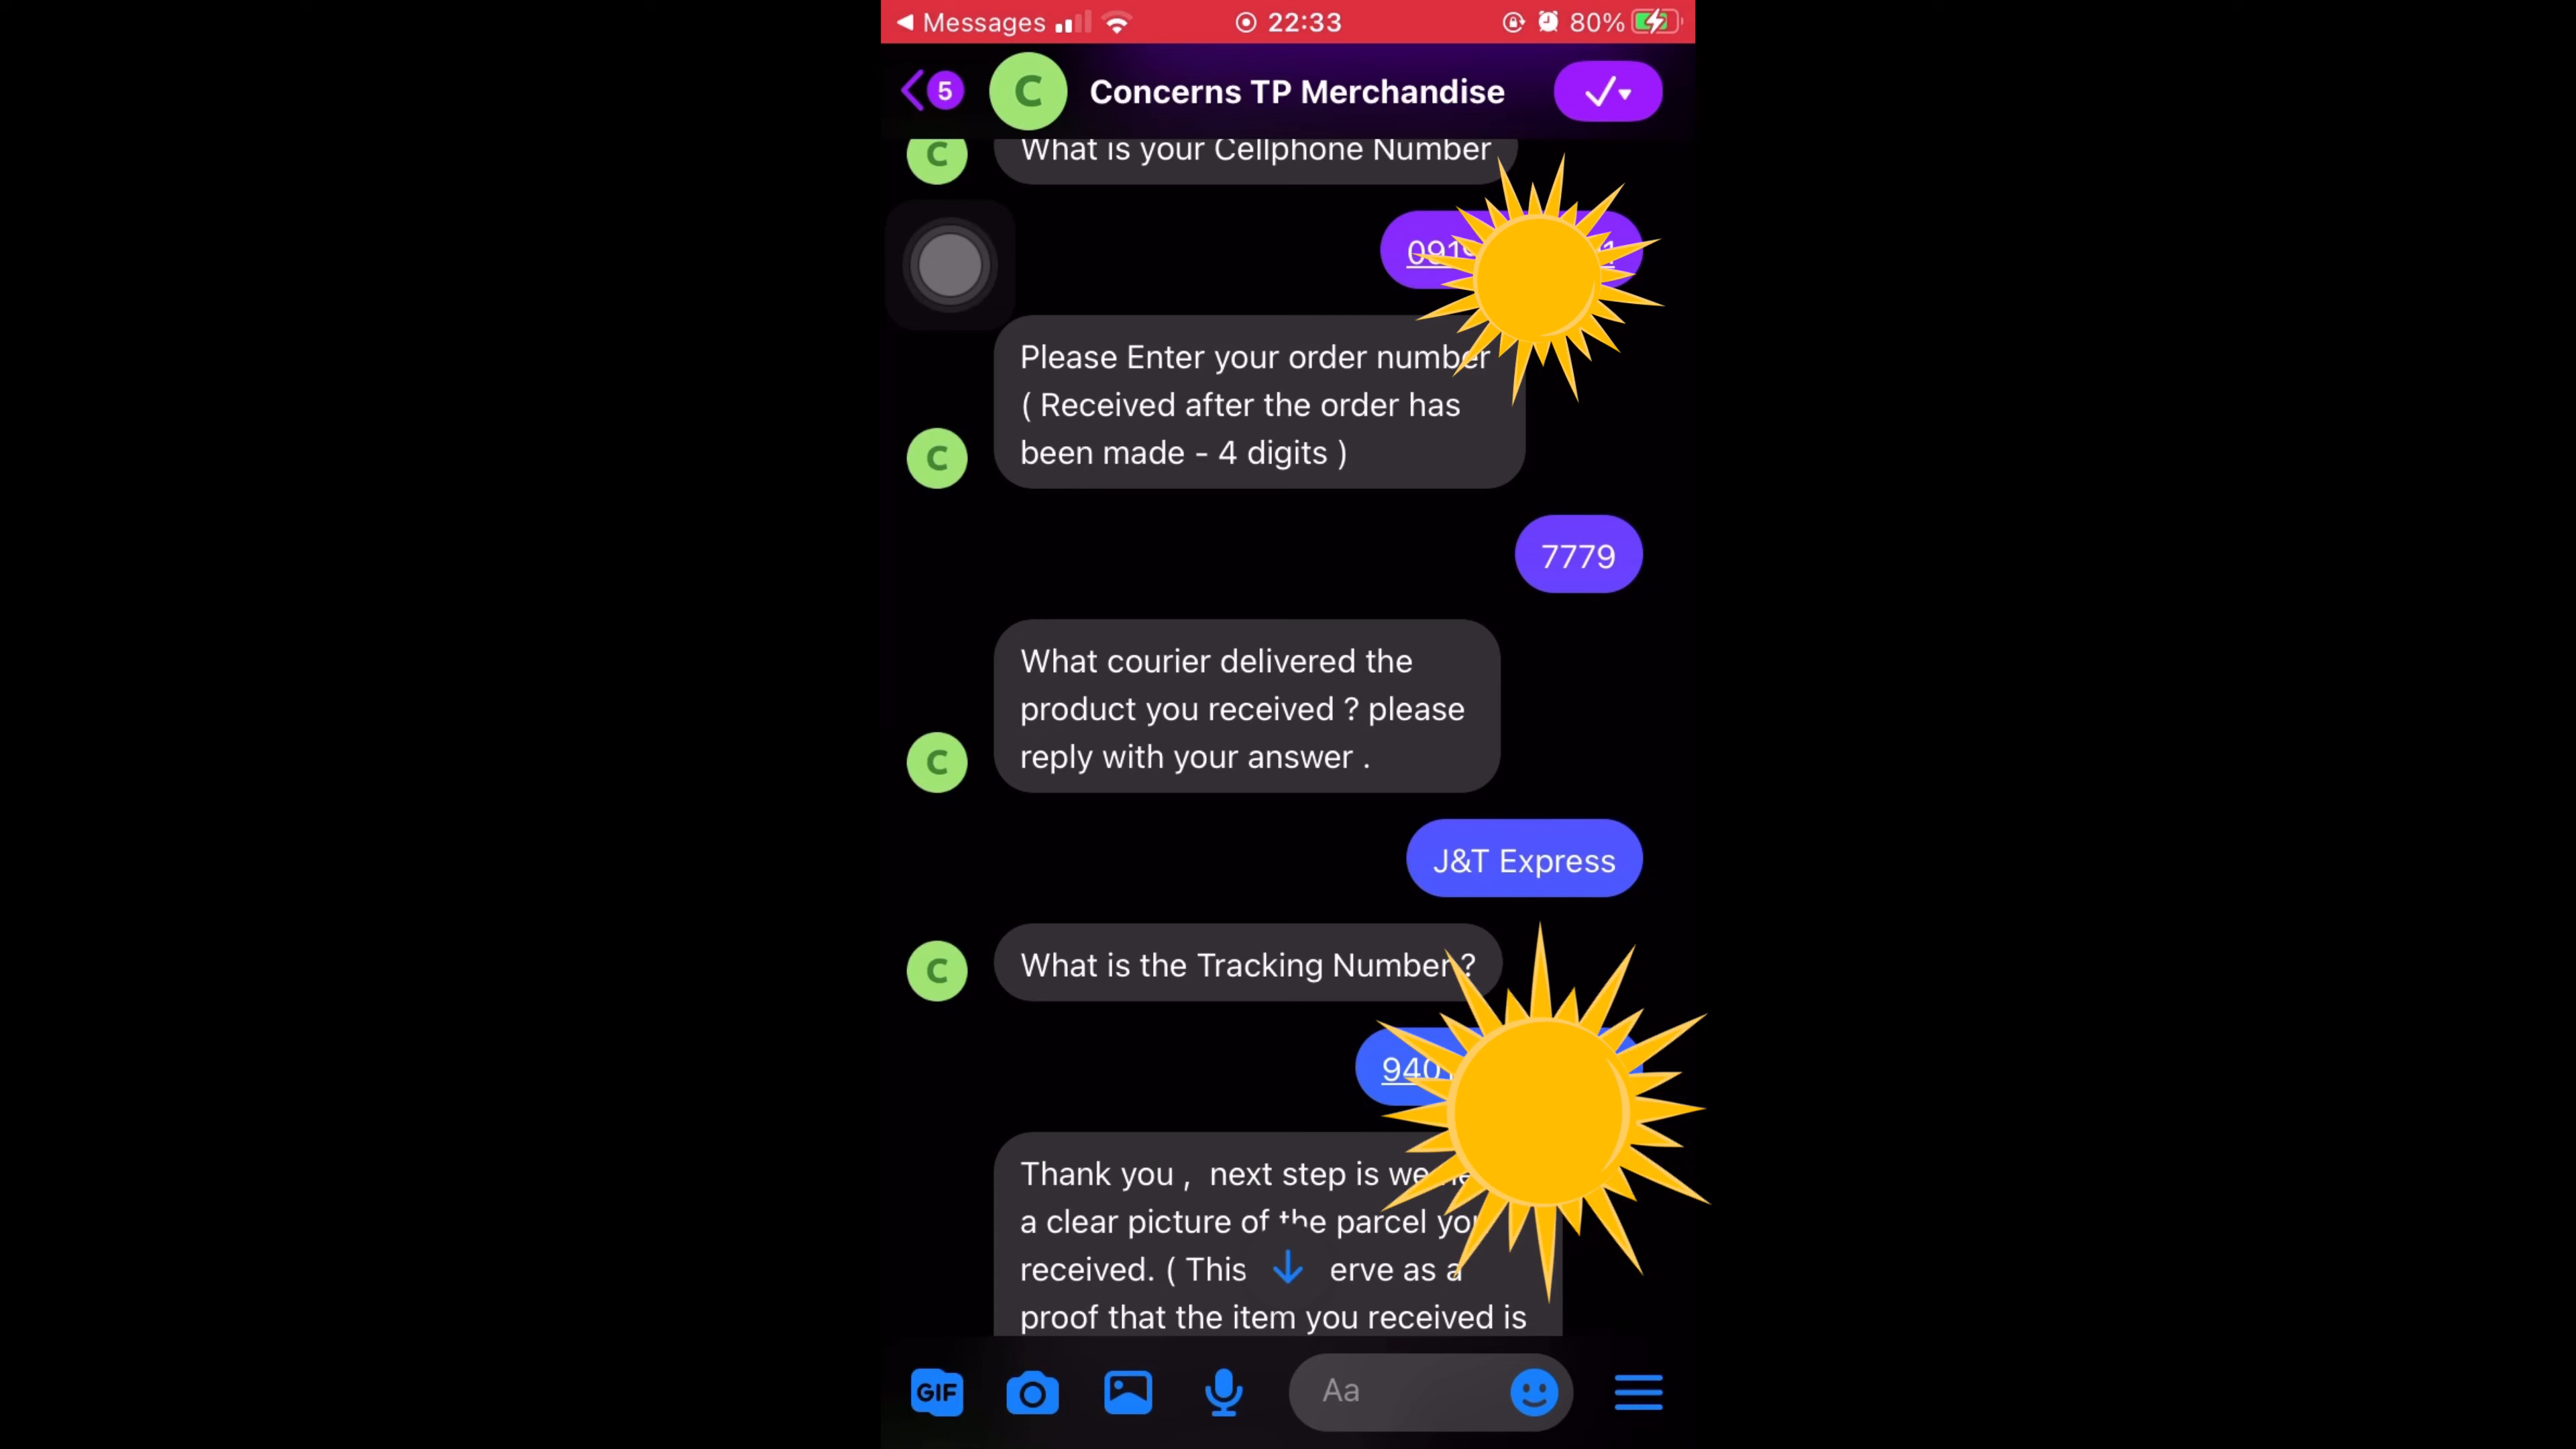 Messages 22:33 80%
5 C Concerns TP Merchandise
C What is your Cellphone Number
Please Enter your order number
( Received after the order has
been made - 4 digits )
C
7779
What courier delivered the
product you received ? please
reply with your answer .
C
J&T Express
C What is the Tracking Number ?
Thank you , next step is we
a clear picture of the parcel
received. ( This as a
proof that the item you received is
GIF Aa